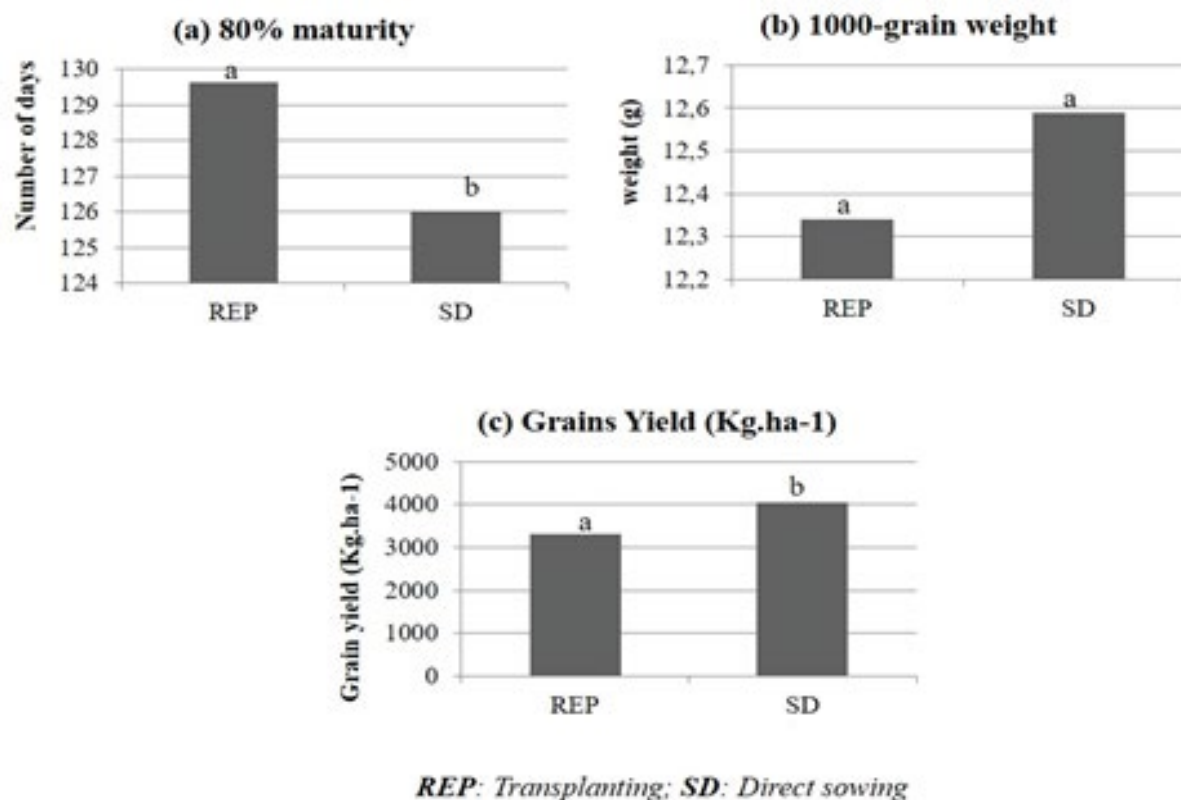 (a) 80% maturity
Number of days
130
129
128
127
126
125
124
a
b
REP
SD
(b) 1000-grain weight
weight (g)
12,7
12,6
12,5
12,4
12,3
12,2
a
a
REP
SD
(c) Grains Yield (Kg.ha-1)
Grain yield (Kg.ha-1)
5000
4000
3000
2000
1000
0
a
b
REP
SD
REP: Transplanting; SD: Direct sowing